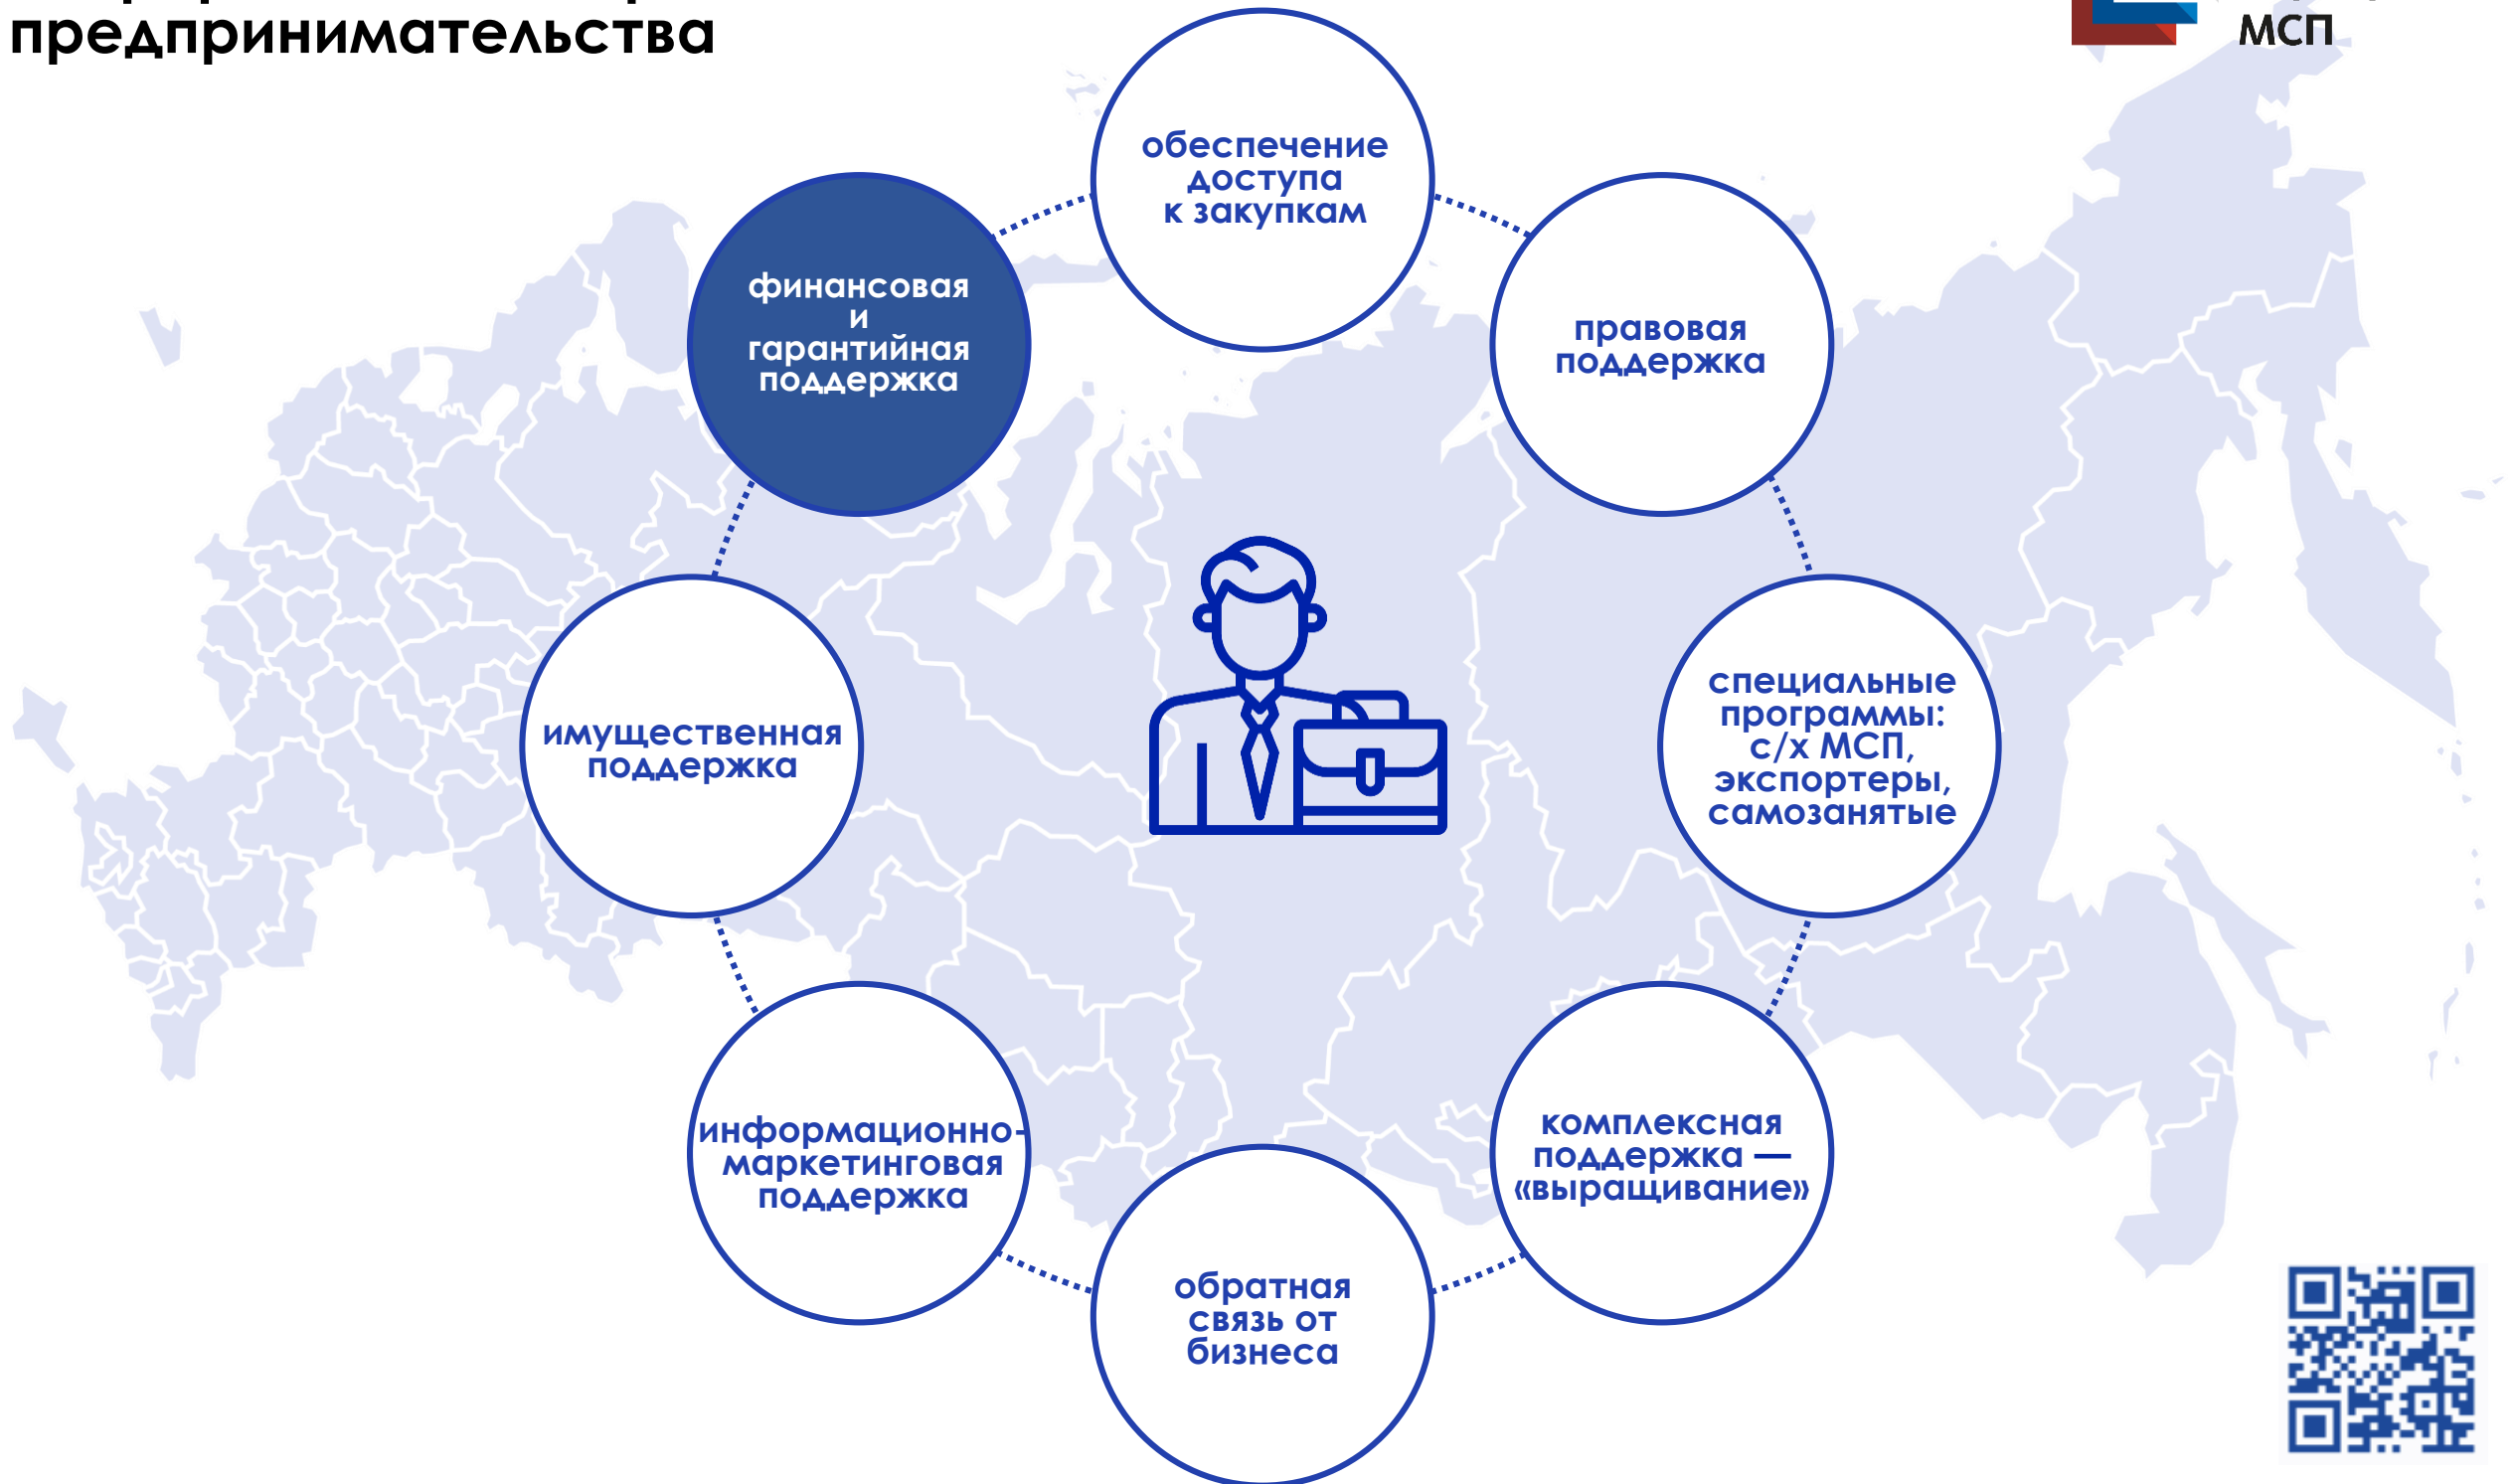 предпринимательства
МСП
обеспечение
доступа
к закупкам
финансовая
и
гарантийная
поддержка
правовая
поддержка
имущественная
поддержка
специальные
программы:
с/х МСП,
экспортеры,
самозанятые
информационно-
маркетинговая
поддержка
комплексная
поддержка —
«выращивание»
обратная
связь от
бизнеса